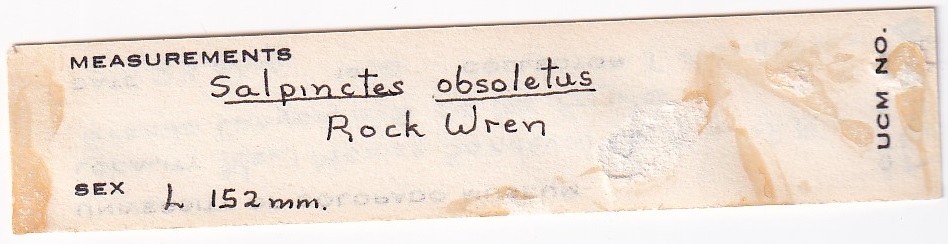 MEASUREMENTS
Salpinctes obsoletus
Rock Wren
SEX L 152 mm.
UCM NO.